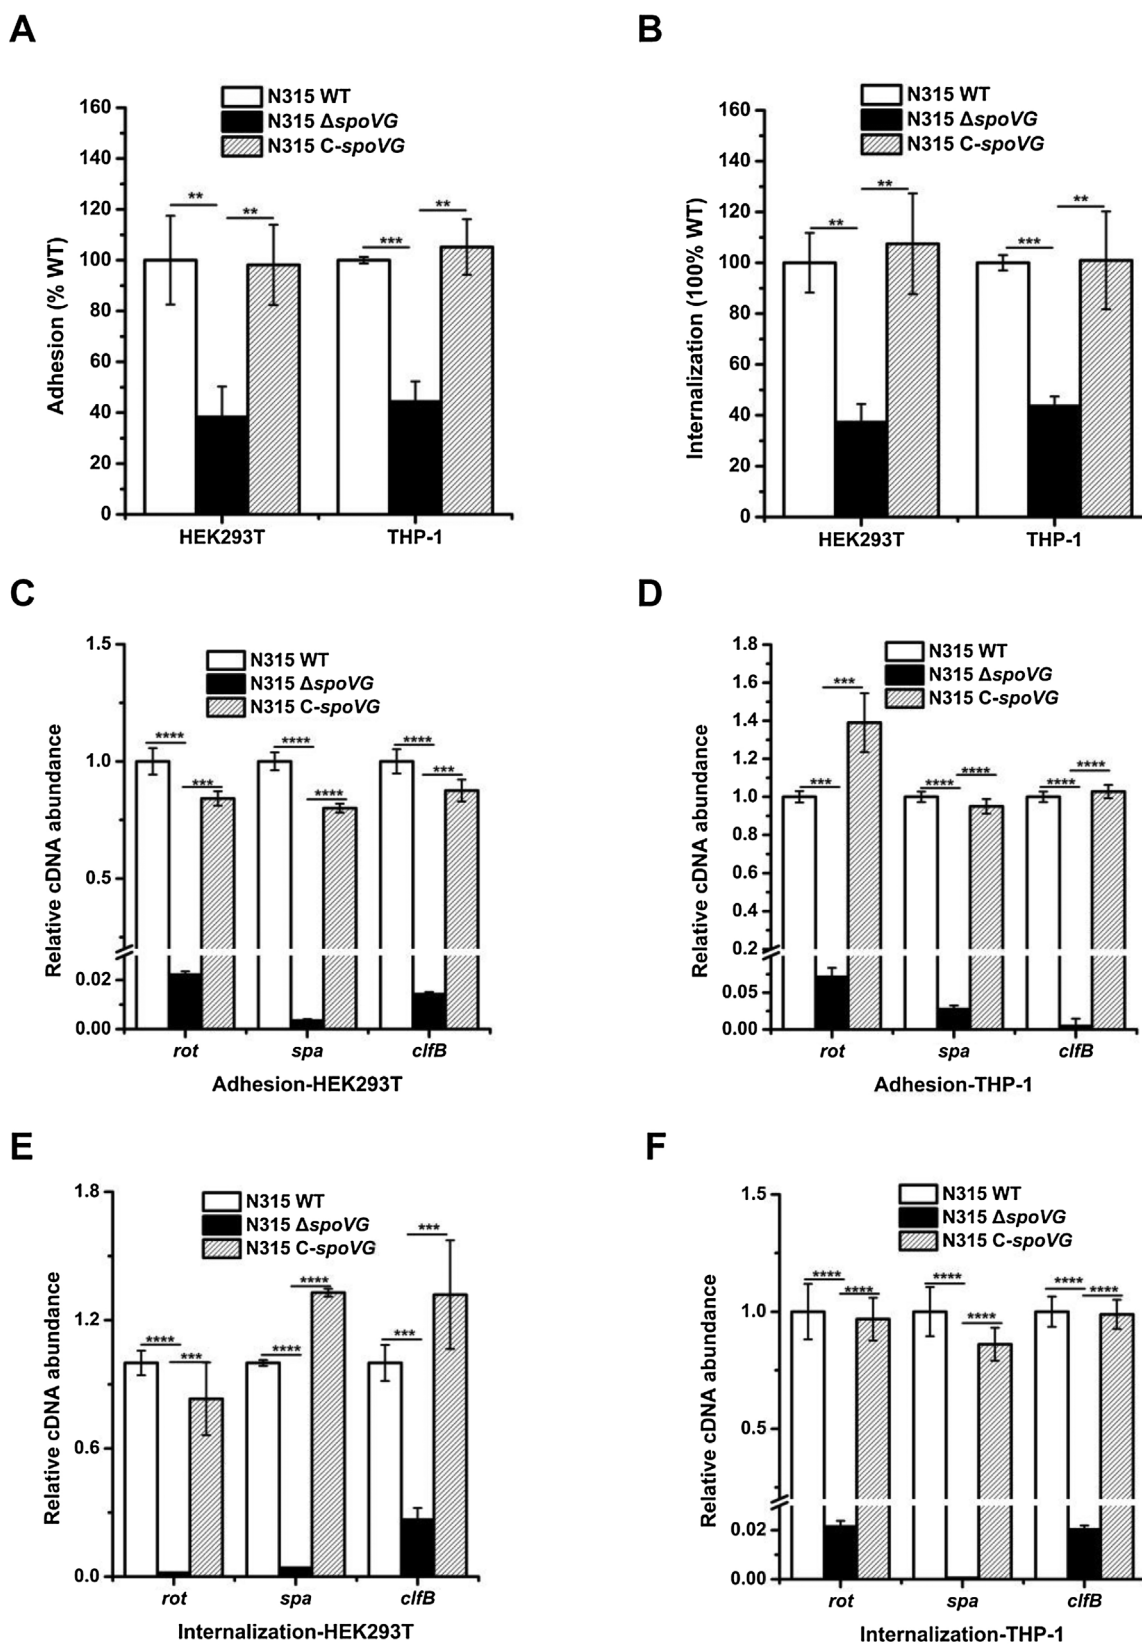 A
N315 WT
N315 ΔspoVG
N315 C-spoVG
160
140
120
100
80
60
40
20
0
Adhesion (% WT)
** ** *** **
HEK293T THP-1
B
N315 WT
N315 ΔspoVG
N315 C-spoVG
160
140
120
100
80
60
40
20
0
Internalization (100% WT)
** ** *** **
HEK293T THP-1
C
N315 WT
N315 ΔspoVG
N315 C-spoVG
1.5
1.0
0.5
0.02
0.00
Relative cDNA abundance
**** *** **** **** **** ***
rot spa clfB
Adhesion-HEK293T
D
N315 WT
N315 ΔspoVG
N315 C-spoVG
1.8
1.6
1.4
1.2
1.0
0.8
0.6
0.4
0.2
0.05
0.00
Relative cDNA abundance
*** *** **** **** **** ****
rot spa clfB
Adhesion-THP-1
E
N315 WT
N315 ΔspoVG
N315 C-spoVG
1.8
1.2
0.6
0.0
Relative cDNA abundance
**** *** **** **** *** ***
rot spa clfB
Internalization-HEK293T
F
N315 WT
N315 ΔspoVG
N315 C-spoVG
1.5
1.0
0.5
0.02
0.00
Relative cDNA abundance
**** **** **** **** **** ****
rot spa clfB
Internalization-THP-1